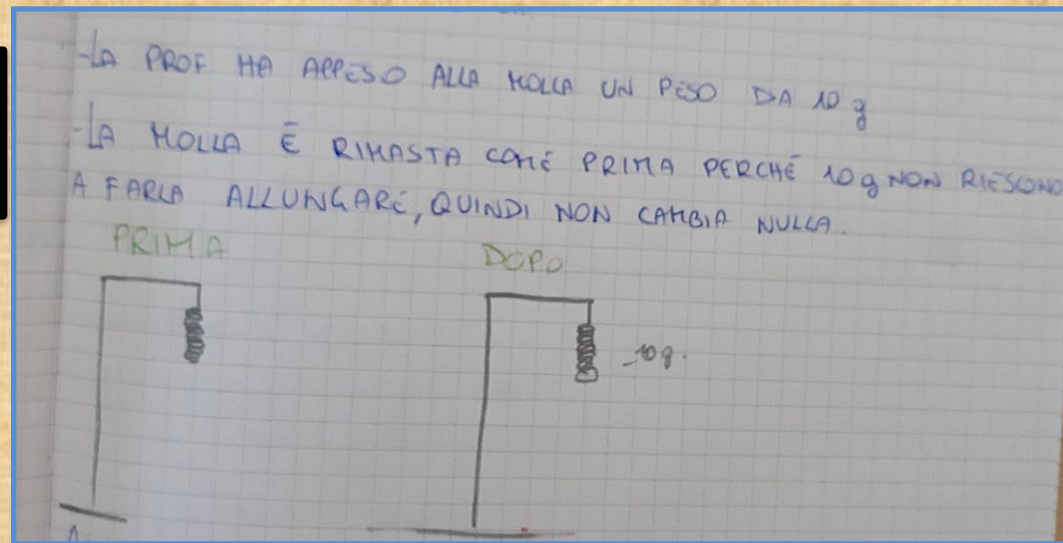 -LA PROF HA APPESO ALLA MOLLA UN PESO DA 10 g
-LA MOLLA È RIMASTA COME PRIMA PERCHÉ 10 g NON RIESCONO
A FARLA ALLUNGARE, QUINDI NON CAMBIA NULLA.
PRIMA
DOPO
-10 g.